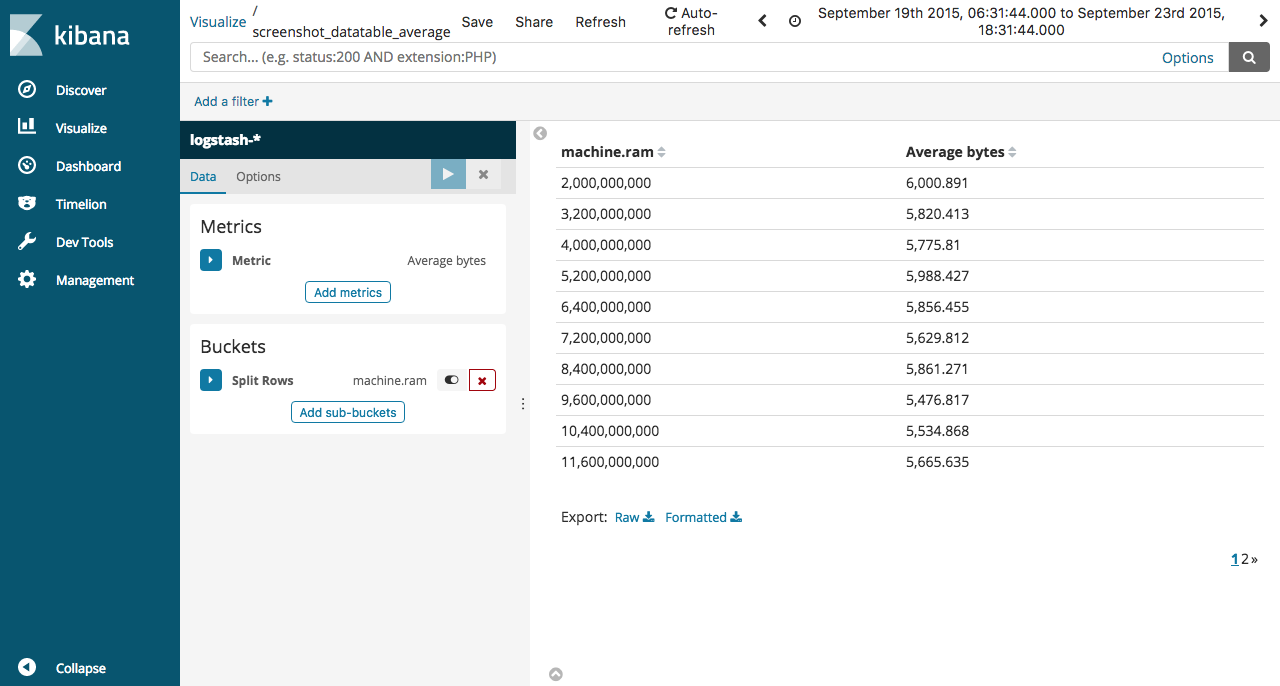 kibana
Discover
Visualize
Dashboard
Timelion
Dev Tools
Management
Collapse
Visualize / screenshot_datatable_average
Save Share Refresh Auto-refresh
September 19th 2015, 06:31:44.000 to September 23rd 2015, 18:31:44.000
Search... (e.g. status:200 AND extension:PHP) Options
Add a filter
logstash-*
Data Options
Metrics
Metric Average bytes
Add metrics
Buckets
Split Rows machine.ram
Add sub-buckets
machine.ram Average bytes
2,000,000,000 6,000.891
3,200,000,000 5,820.413
4,000,000,000 5,775.81
5,200,000,000 5,988.427
6,400,000,000 5,856.455
7,200,000,000 5,629.812
8,400,000,000 5,861.271
9,600,000,000 5,476.817
10,400,000,000 5,534.868
11,600,000,000 5,665.635
Export: Raw Formatted
1 2 »